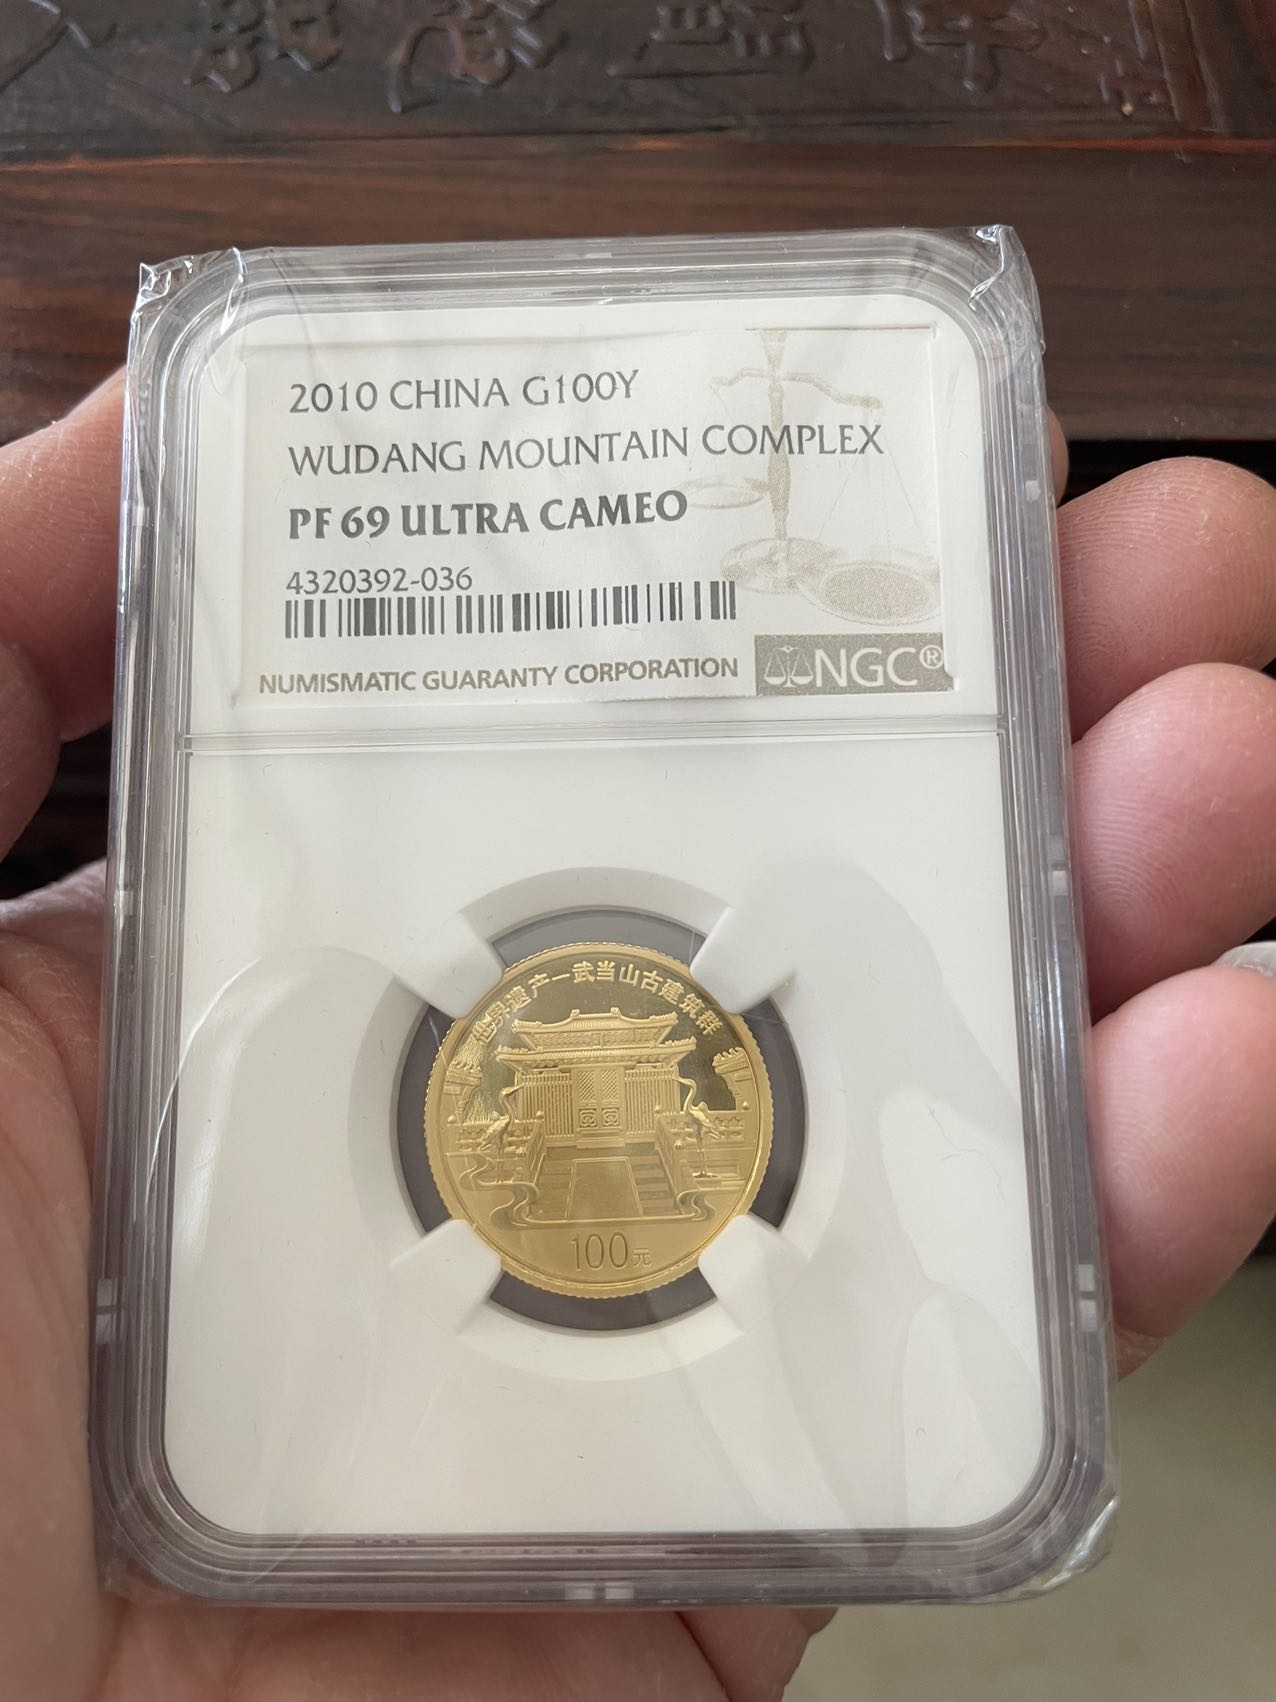 2010 CHINA G100Y
WUDANG MOUNTAIN COMPLEX
PF 69 ULTRA CAMEO
4320392-036
NUMISMATIC GUARANTY CORPORATION
NGC®
世界遗产—武当山古建筑群
100元